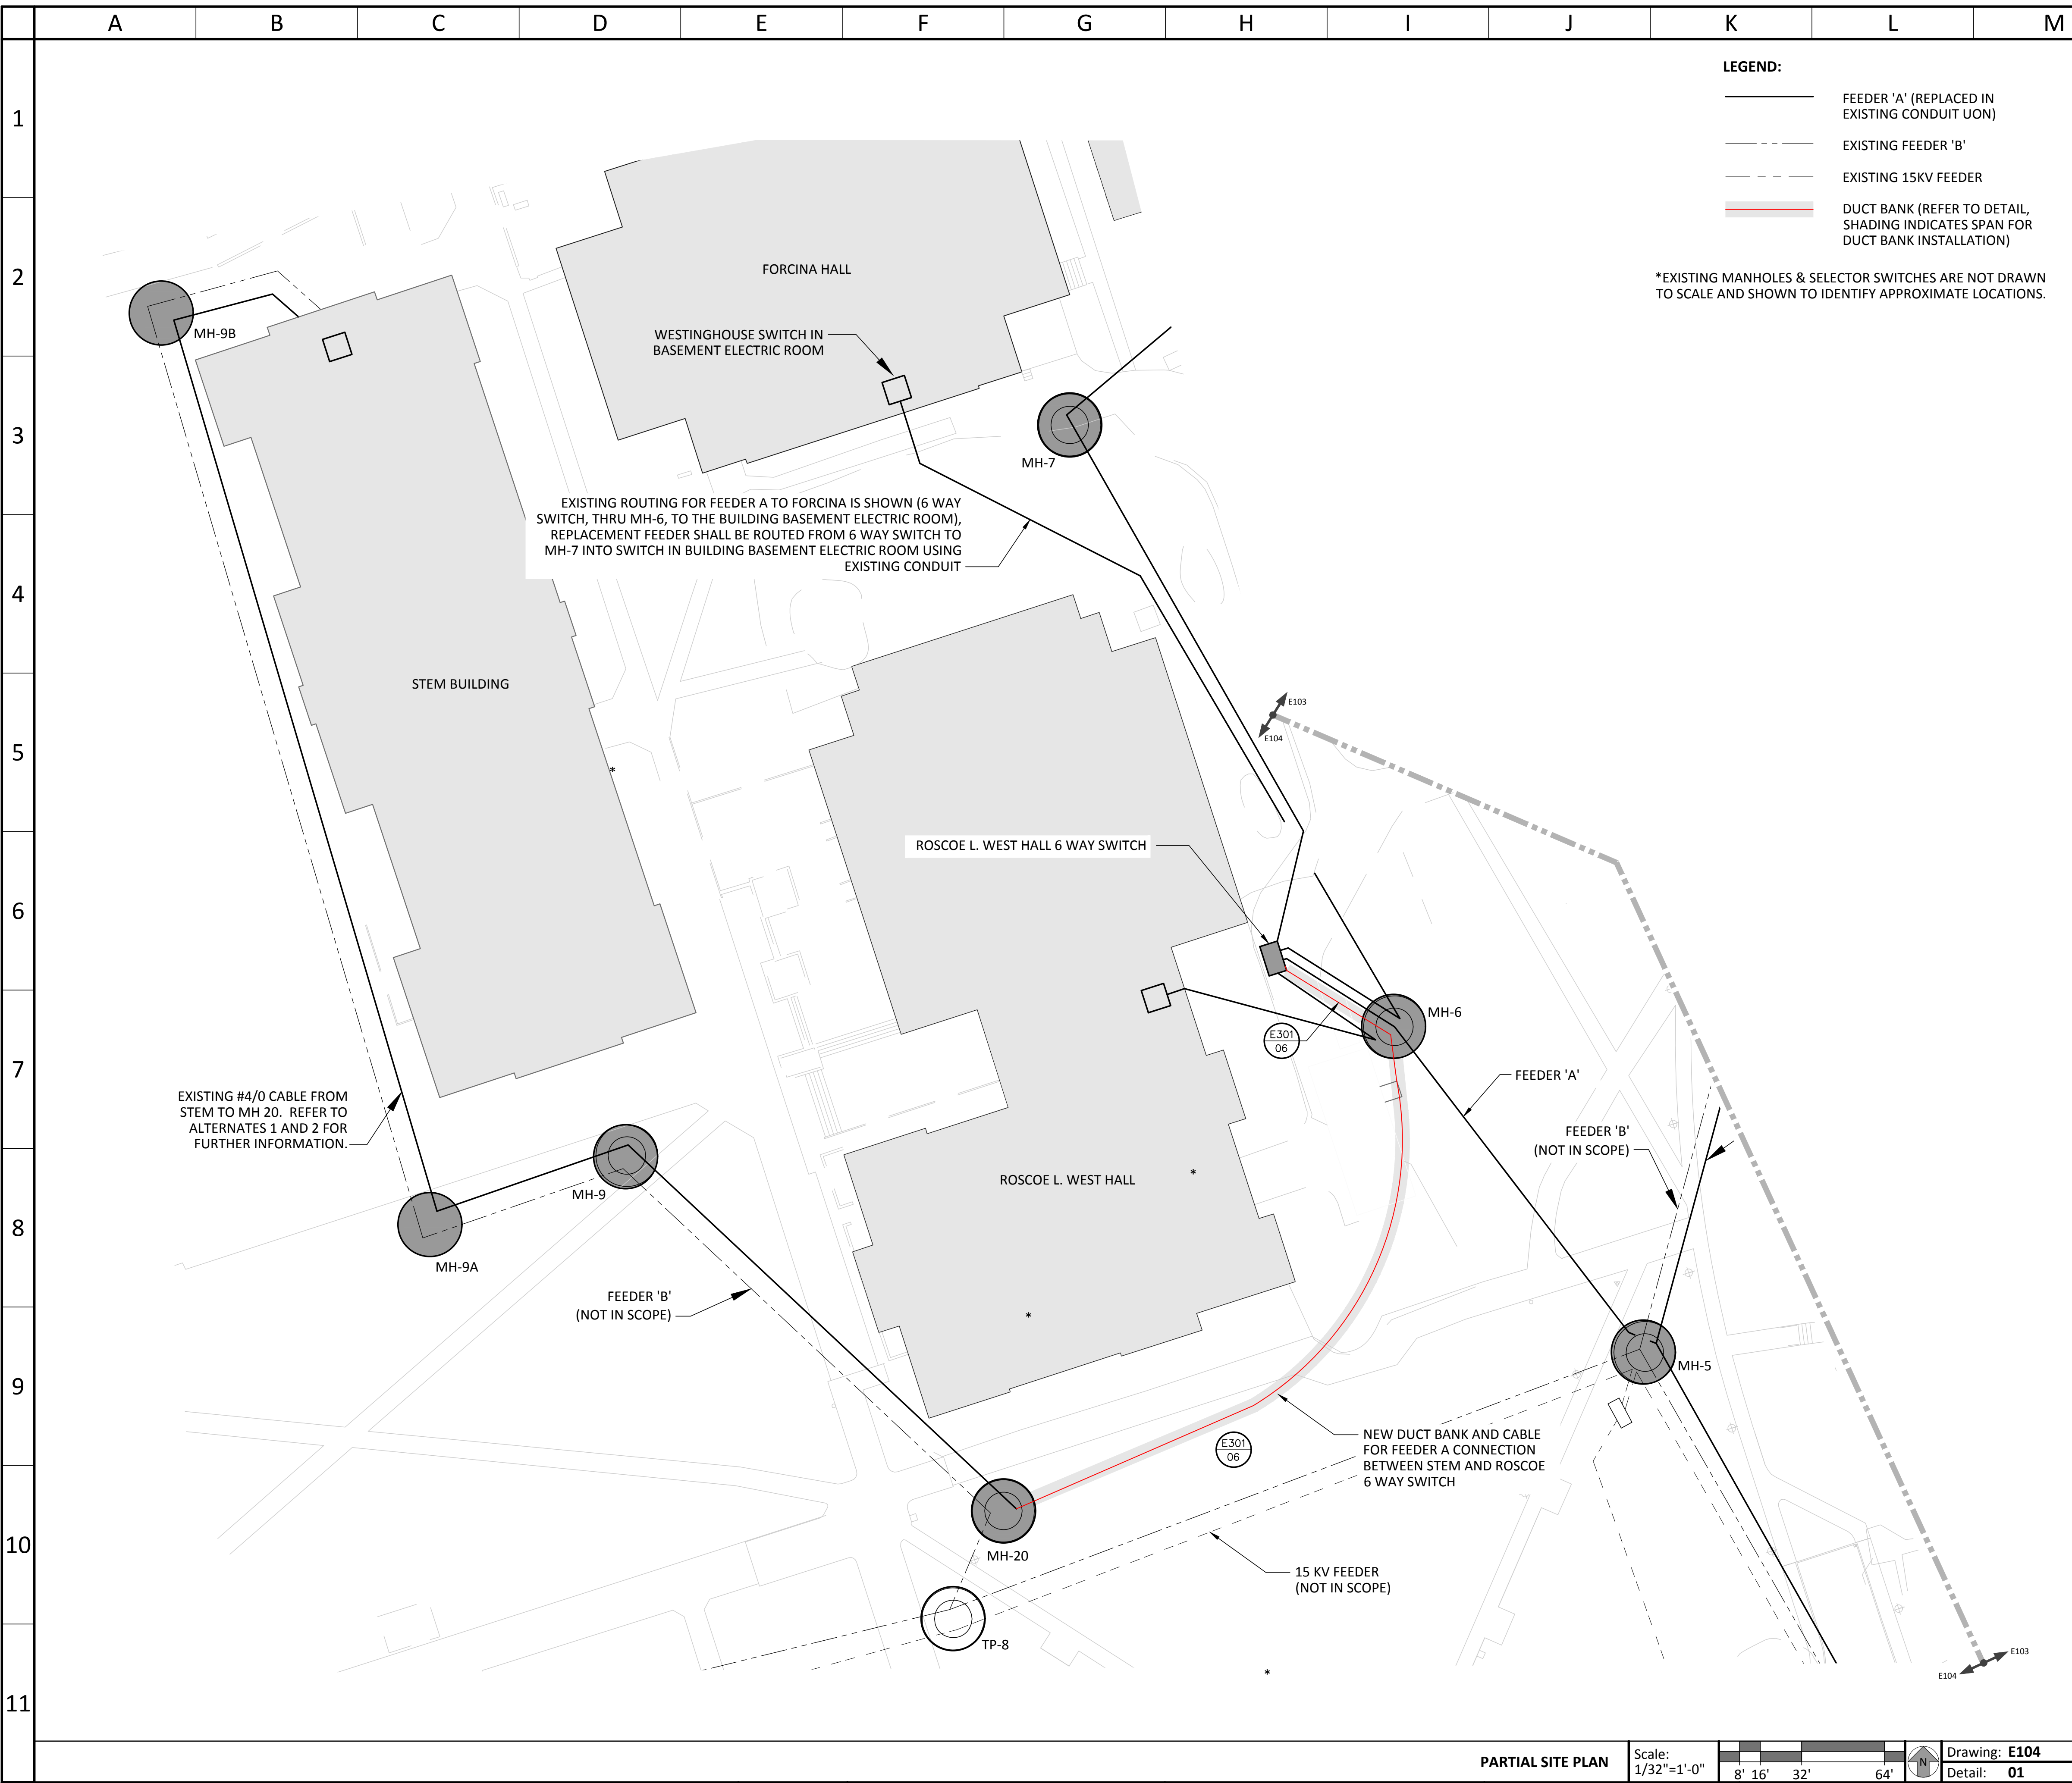 A B C D E F G H I J K L M
1
2
3
4
5
6
7
8
9
10
11
LEGEND:
FEEDER 'A' (REPLACED IN
EXISTING CONDUIT UON)
EXISTING FEEDER 'B'
EXISTING 15KV FEEDER
DUCT BANK (REFER TO DETAIL,
SHADING INDICATES SPAN FOR
DUCT BANK INSTALLATION)
*EXISTING MANHOLES & SELECTOR SWITCHES ARE NOT DRAWN
TO SCALE AND SHOWN TO IDENTIFY APPROXIMATE LOCATIONS.
FORCINA HALL
MH-9B
WESTINGHOUSE SWITCH IN
BASEMENT ELECTRIC ROOM
MH-7
EXISTING ROUTING FOR FEEDER A TO FORCINA IS SHOWN (6 WAY
SWITCH, THRU MH-6, TO THE BUILDING BASEMENT ELECTRIC ROOM),
REPLACEMENT FEEDER SHALL BE ROUTED FROM 6 WAY SWITCH TO
MH-7 INTO SWITCH IN BUILDING BASEMENT ELECTRIC ROOM USING
EXISTING CONDUIT
STEM BUILDING
E103
E104
*
ROSCOE L. WEST HALL 6 WAY SWITCH
MH-6
E301
06
FEEDER 'A'
EXISTING #4/0 CABLE FROM
STEM TO MH 20. REFER TO
ALTERNATES 1 AND 2 FOR
FURTHER INFORMATION.
FEEDER 'B'
(NOT IN SCOPE)
MH-9
ROSCOE L. WEST HALL
*
MH-9A
FEEDER 'B'
(NOT IN SCOPE)
*
MH-5
E301
06
NEW DUCT BANK AND CABLE
FOR FEEDER A CONNECTION
BETWEEN STEM AND ROSCOE
6 WAY SWITCH
MH-20
15 KV FEEDER
(NOT IN SCOPE)
TP-8
*
E103
E104
PARTIAL SITE PLAN
Scale:
1/32"=1'-0"
8' 16' 32' 64'
N
Drawing: E104
Detail: 01